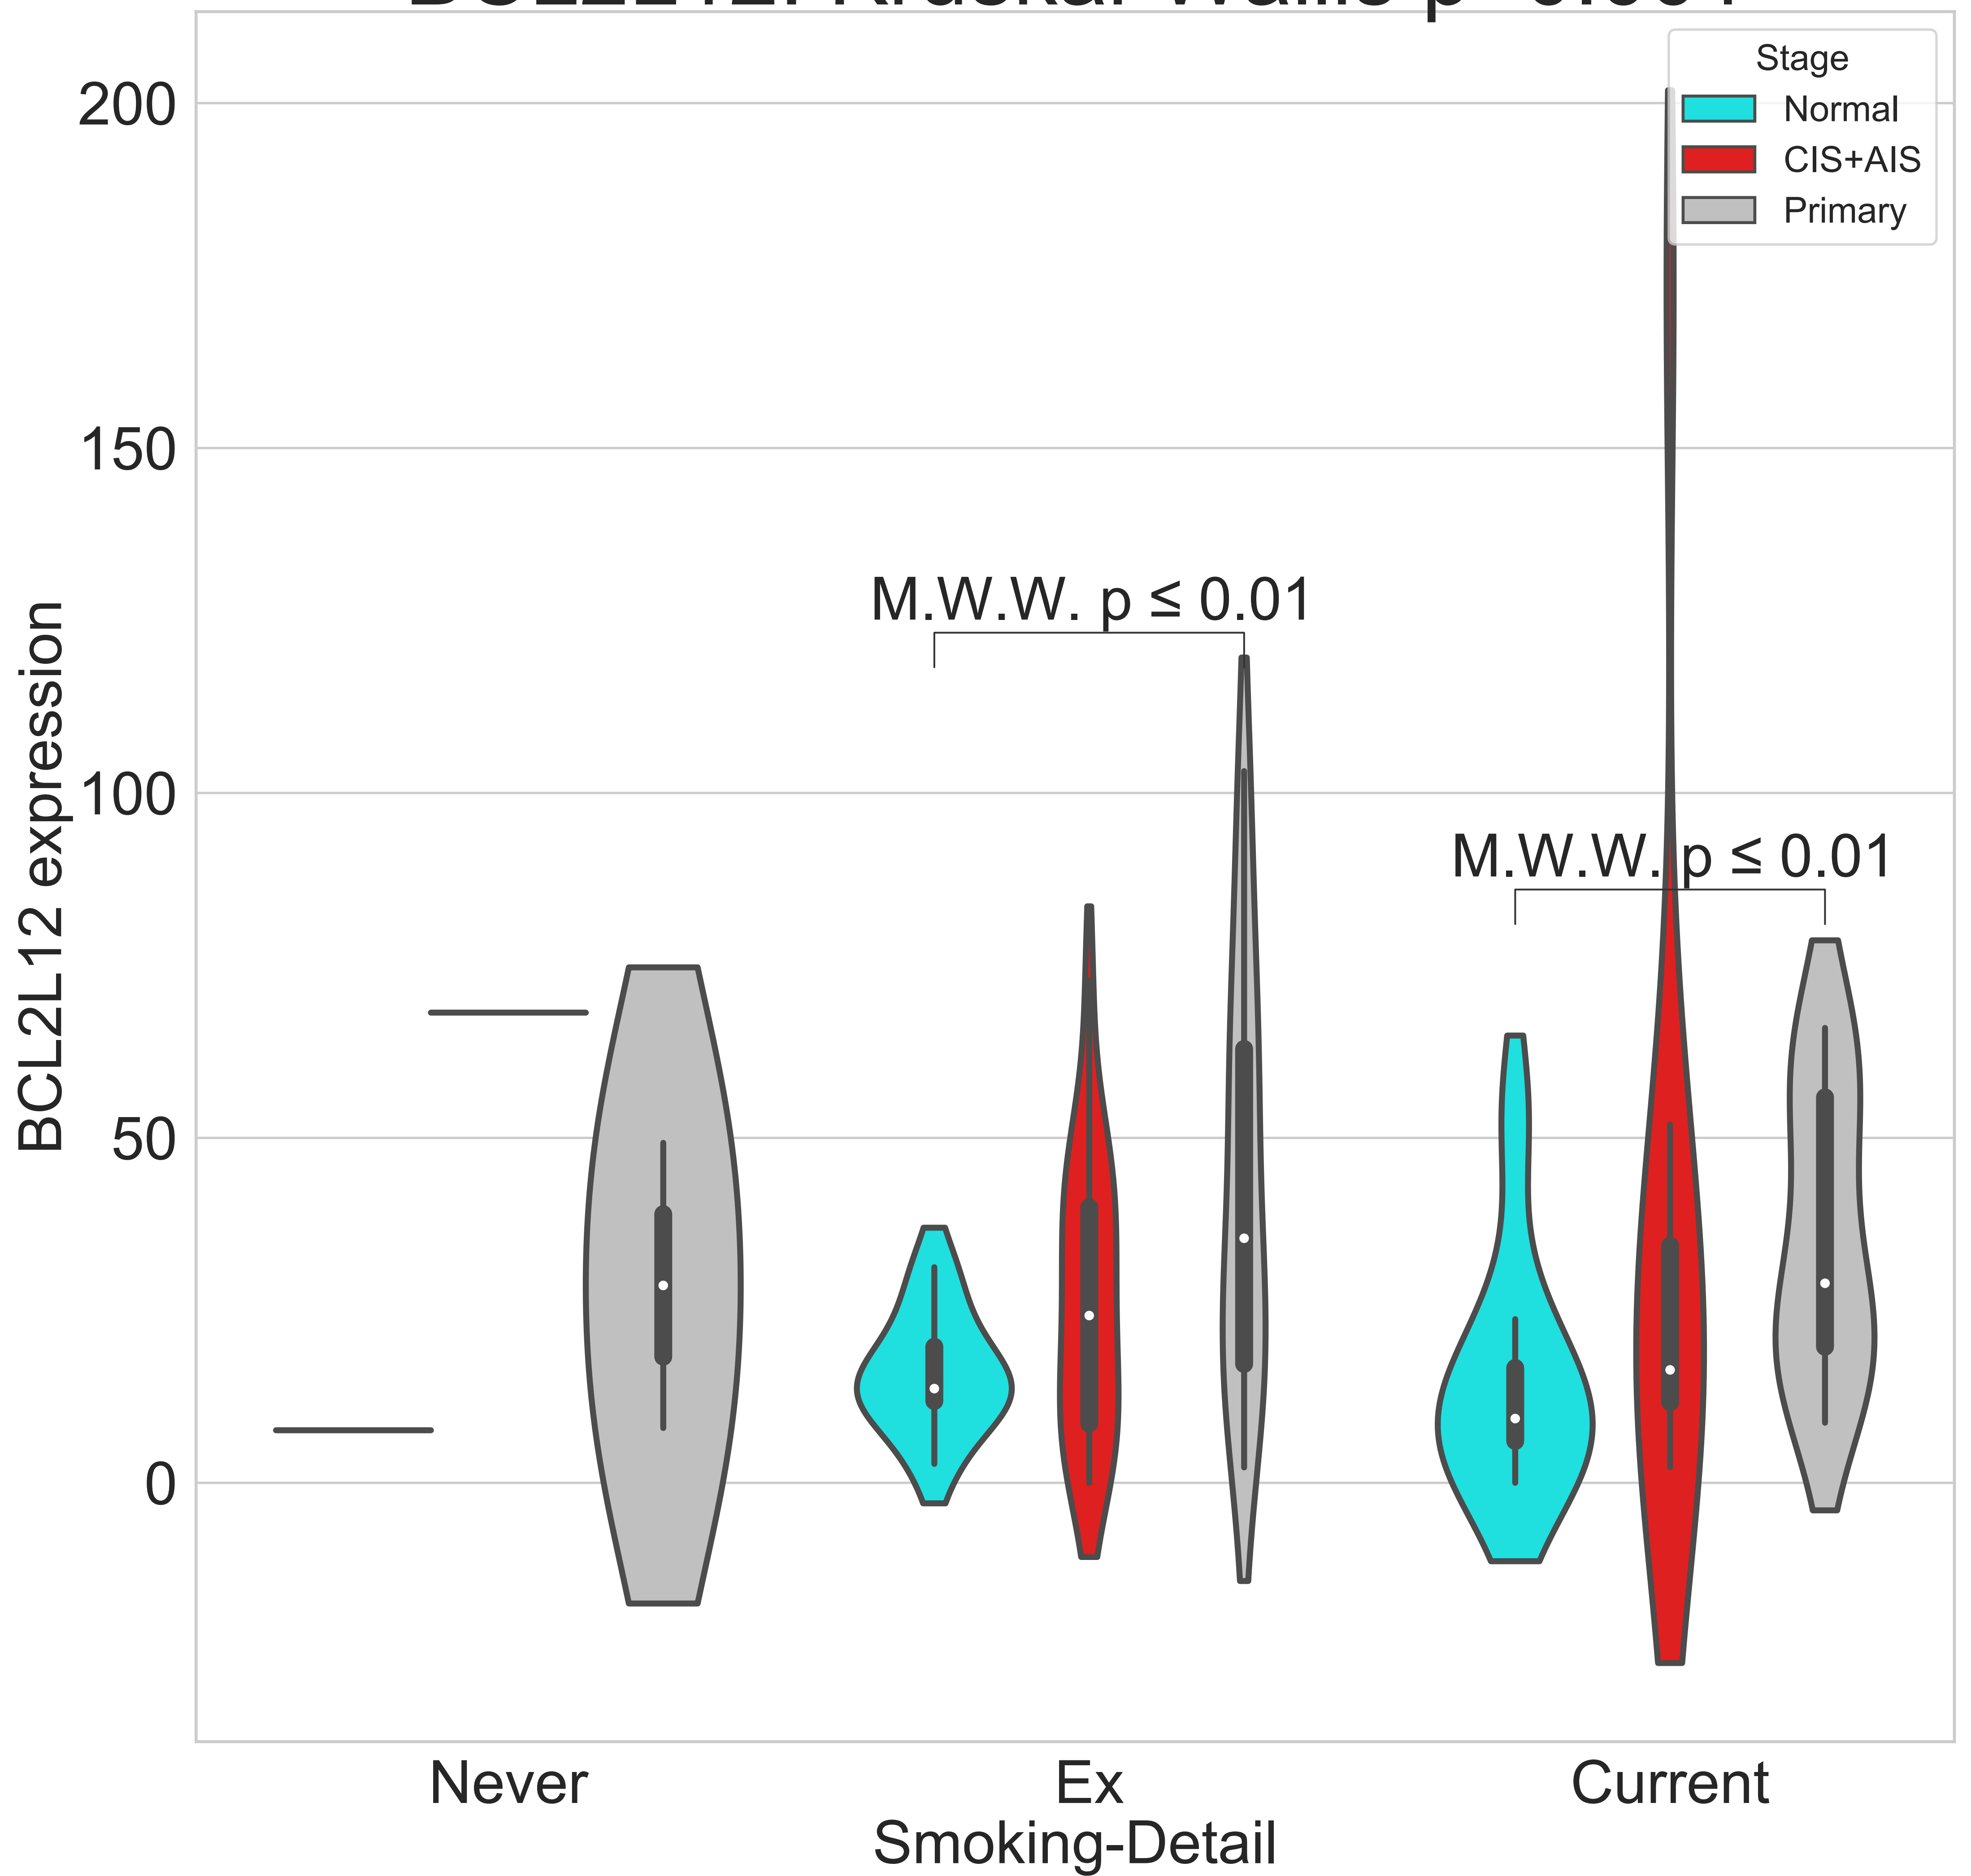 200
150
100
50
0
BCL2L12 expression
Stage
Normal
CIS+AIS
Primary
M.W.W. p ≤ 0.01
M.W.W. p ≤ 0.01
Never
Ex
Current
Smoking-Detail